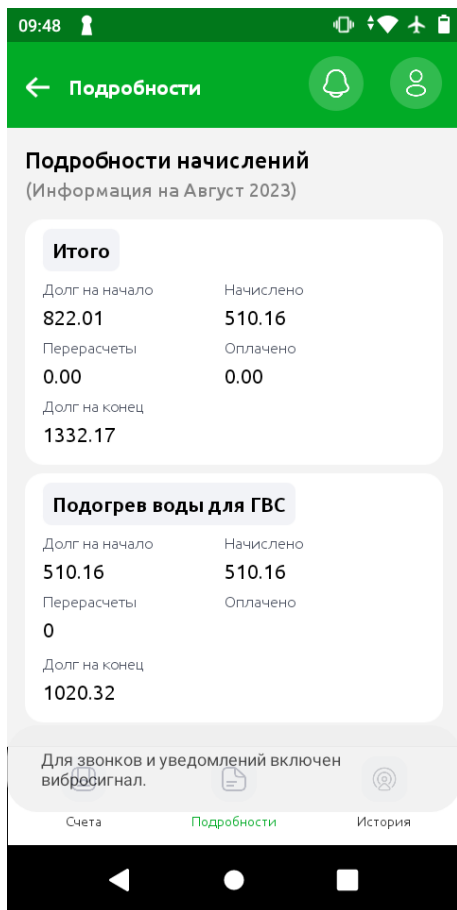 09:48
Подробности
Подробности начислений
(Информация на Август 2023)
Итого
Долг на начало Начислено
822.01 510.16
Перерасчеты Оплачено
0.00 0.00
Долг на конец
1332.17
Подогрев воды для ГВС
Долг на начало Начислено
510.16 510.16
Перерасчеты Оплачено
0
Долг на конец
1020.32
Для звонков и уведомлений включен
вибросигнал.
Счета Подробности История